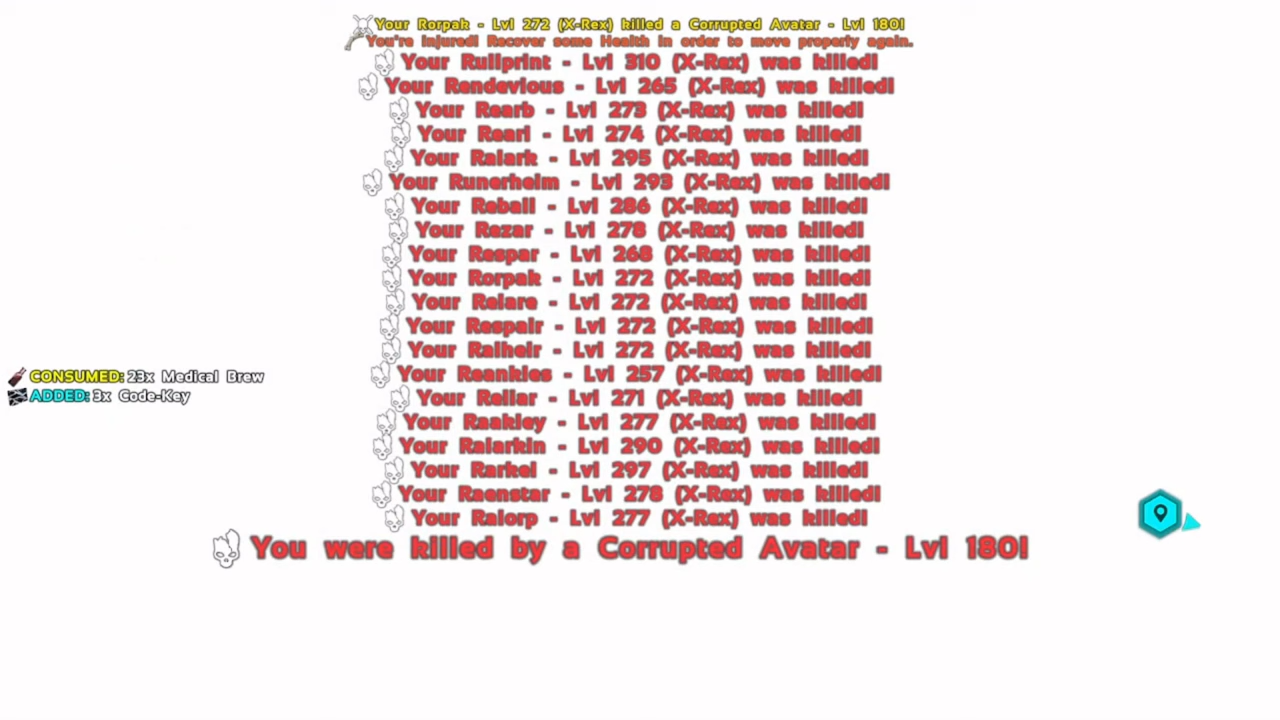 Your Rorpak - Lvl 272 (X-Rex) killed a Corrupted Avatar - Lvl 180!
You're Injured! Recover some Health in order to move properly again.
Your Rullprint - Lvl 310 (X-Rex) was killed!
Your Rendevious - Lvl 265 (X-Rex) was killed!
Your Rearb - Lvl 273 (X-Rex) was killed!
Your Rearl - Lvl 274 (X-Rex) was killed!
Your Ralark - Lvl 295 (X-Rex) was killed!
Your Runerheim - Lvl 293 (X-Rex) was killed!
Your Reball - Lvl 286 (X-Rex) was killed!
Your Rezar - Lvl 278 (X-Rex) was killed!
Your Respar - Lvl 268 (X-Rex) was killed!
Your Rorpak - Lvl 272 (X-Rex) was killed!
Your Relare - Lvl 272 (X-Rex) was killed!
Your Respair - Lvl 272 (X-Rex) was killed!
Your Ralheir - Lvl 272 (X-Rex) was killed!
CONSUMED: 23x Medical Brew
Your Reankles - Lvl 257 (X-Rex) was killed!
ADDED: 3x Code-Key
Your Rellar - Lvl 271 (X-Rex) was killed!
Your Raakley - Lvl 277 (X-Rex) was killed!
Your Ralarkin - Lvl 290 (X-Rex) was killed!
Your Rarkel - Lvl 297 (X-Rex) was killed!
Your Raenstar - Lvl 278 (X-Rex) was killed!
Your Ralorp - Lvl 277 (X-Rex) was killed!
You were killed by a Corrupted Avatar - Lvl 180!